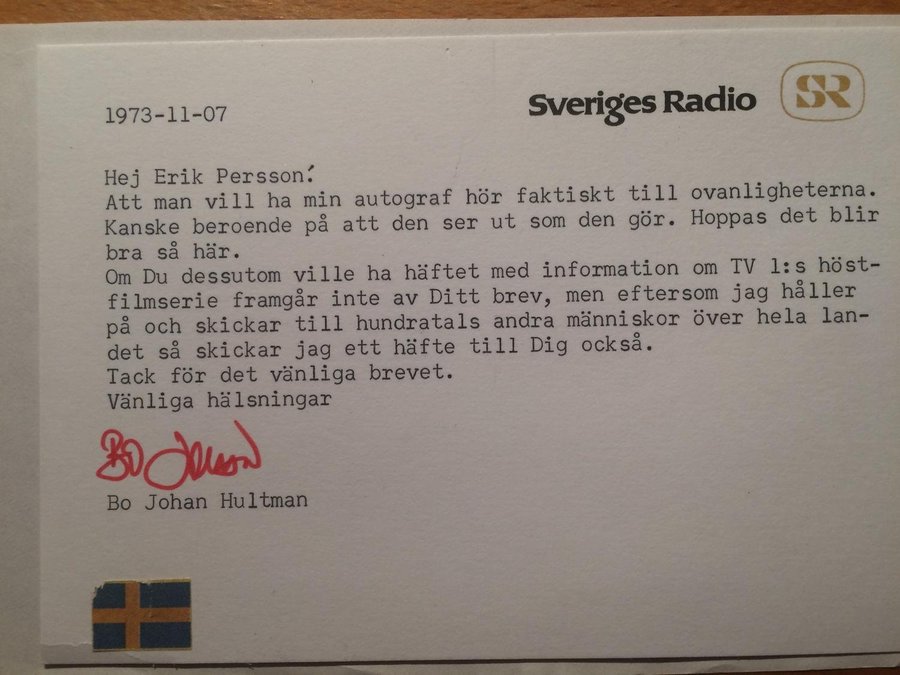 1973-11-07
Sveriges Radio SR
Hej Erik Persson!
Att man vill ha min autograf hör faktiskt till ovanligheterna.
Kanske beroende på att den ser ut som den gör. Hoppas det blir
bra så här.
Om Du dessutom ville ha häftet med information om TV 1:s höst-
filmserie framgår inte av Ditt brev, men eftersom jag håller
på och skickar till hundratals andra människor över hela lan-
det så skickar jag ett häfte till Dig också.
Tack för det vänliga brevet.
Vänliga hälsningar
Bo Johan
Bo Johan Hultman